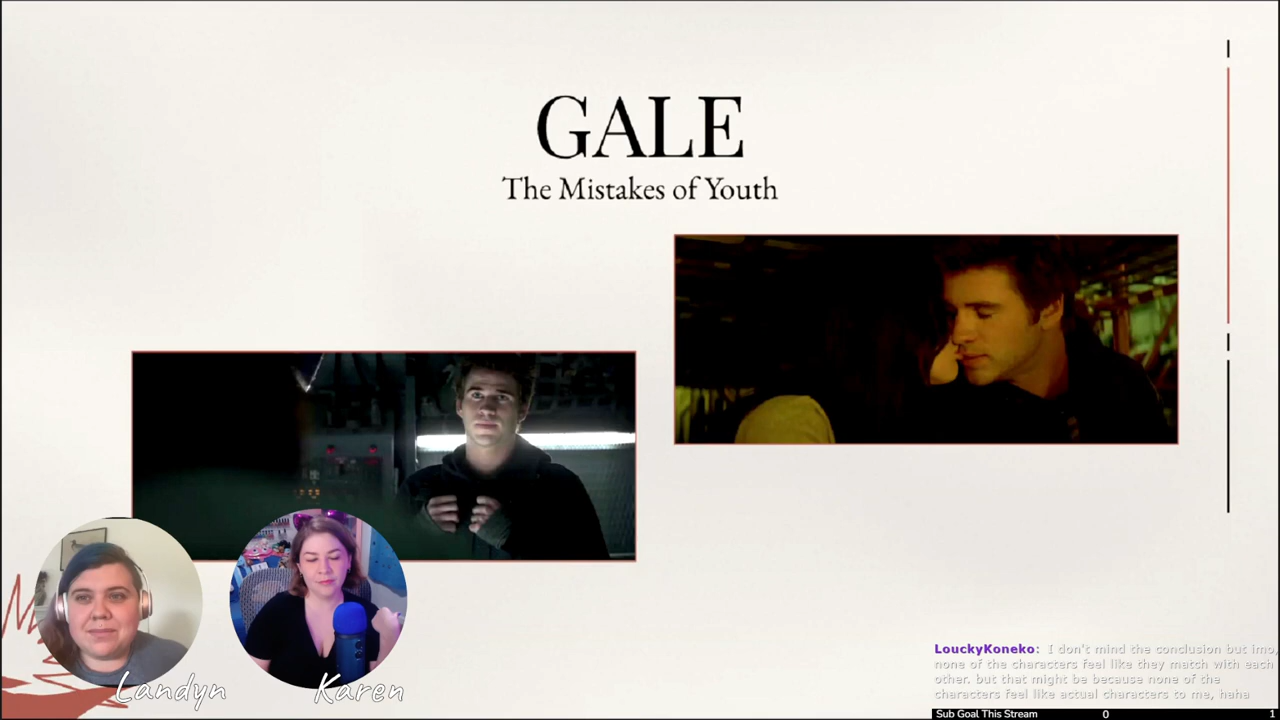 GALE
The Mistakes of Youth
Landyn
Karen
LouckyKoneko: I don't mind the conclusion but imo,
none of the characters feel like they match with each
other. but that might be because none of the
characters feel like actual characters to me, haha
Sub Goal This Stream 0 1